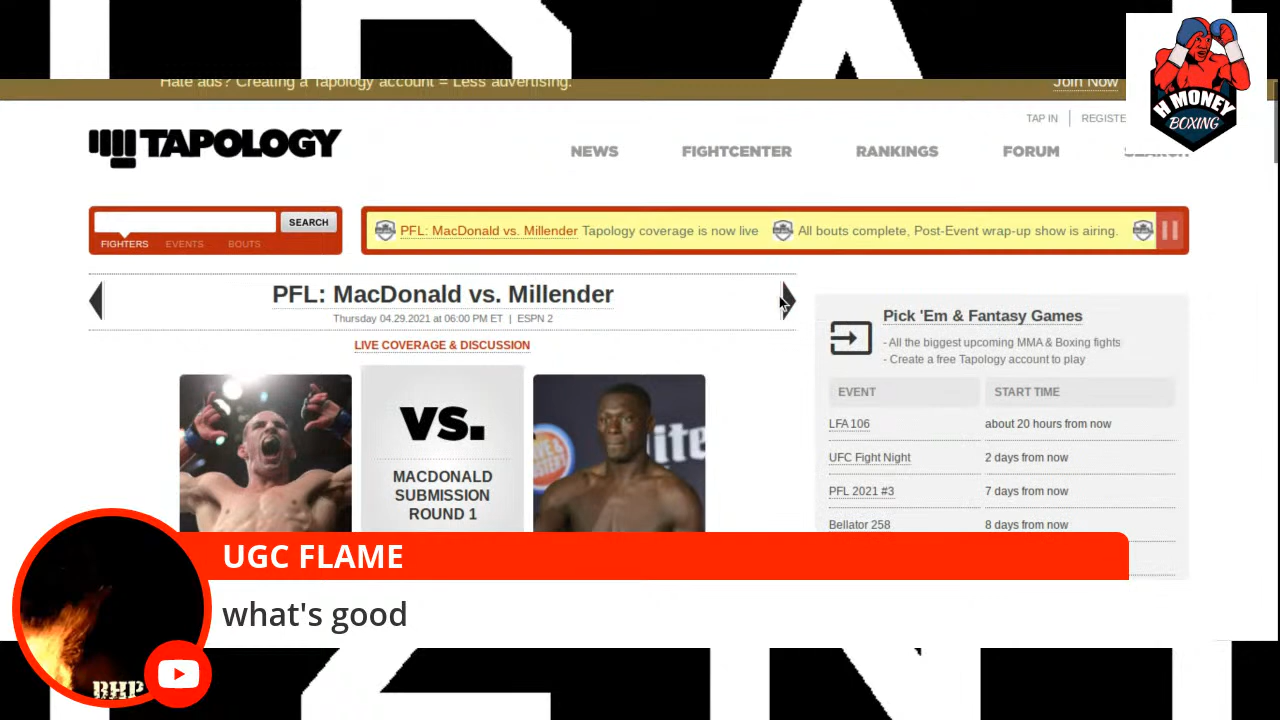 Hate ads? Creating a Tapology account = Less advertising.
Join Now
H MONEY
BOXING
TAP IN
REGISTE
TAPOLOGY
NEWS
FIGHTCENTER
RANKINGS
FORUM
SEARCH
SEARCH
FIGHTERS
EVENTS
BOUTS
PFL: MacDonald vs. Millender Tapology coverage is now live
All bouts complete, Post-Event wrap-up show is airing.
PFL: MacDonald vs. Millender
Thursday 04.29.2021 at 06:00 PM ET | ESPN 2
LIVE COVERAGE & DISCUSSION
VS.
MACDONALD
SUBMISSION
ROUND 1
Pick 'Em & Fantasy Games
- All the biggest upcoming MMA & Boxing fights
- Create a free Tapology account to play
EVENT
START TIME
LFA 106
about 20 hours from now
UFC Fight Night
2 days from now
PFL 2021 #3
7 days from now
Bellator 258
8 days from now
UGC FLAME
what's good
BHP